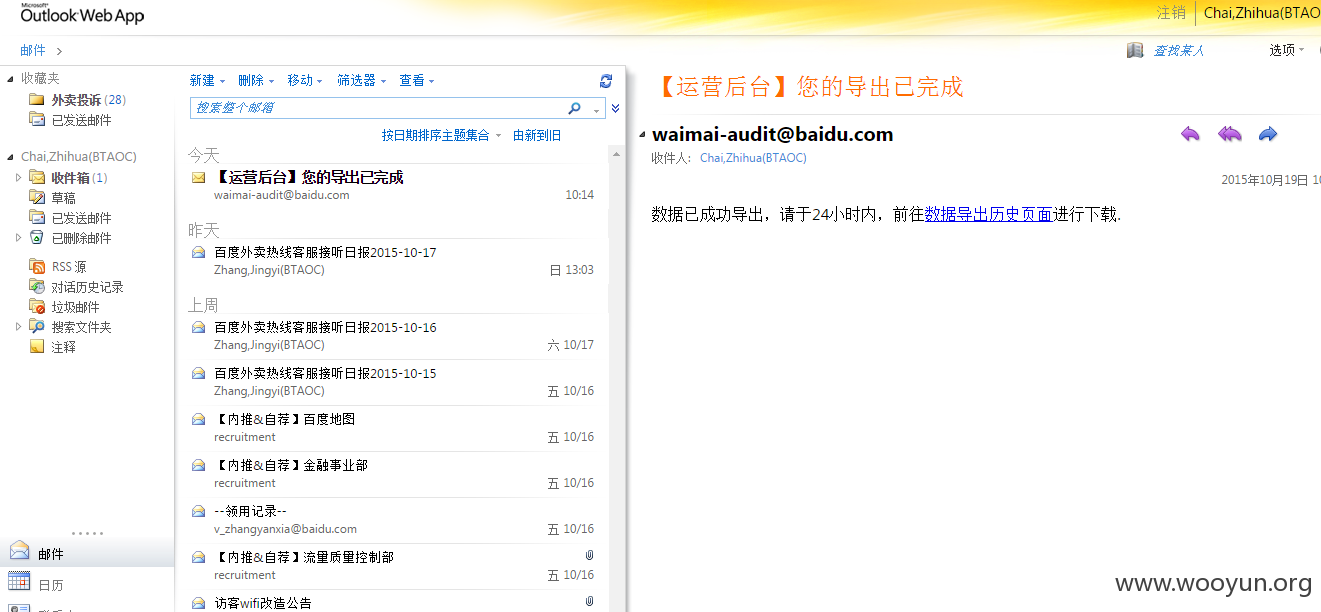 Microsoft®
Outlook Web App
注销
Chai,Zhihua(BTAO
邮件
查找某人
选项
收藏夹
外卖投诉 (28)
已发送邮件
Chai,Zhihua(BTAOC)
收件箱 (1)
草稿
已发送邮件
已删除邮件
RSS 源
对话历史记录
垃圾邮件
搜索文件夹
注释
邮件
日历
新建 删除 移动 筛选器 查看
搜索整个邮箱
按日期排序主题集合 由新到旧
今天
【运营后台】您的导出已完成
waimai-audit@baidu.com 10:14
昨天
百度外卖热线客服接听日报2015-10-17
Zhang,Jingyi(BTAOC) 日 13:03
上周
百度外卖热线客服接听日报2015-10-16
Zhang,Jingyi(BTAOC) 六 10/17
百度外卖热线客服接听日报2015-10-15
Zhang,Jingyi(BTAOC) 五 10/16
【内推&自荐】百度地图
recruitment 五 10/16
【内推&自荐】金融事业部
recruitment 五 10/16
--领用记录--
v_zhangyanxia@baidu.com 五 10/16
【内推&自荐】流量质量控制部
recruitment 五 10/16
访客wifi改造公告
【运营后台】您的导出已完成
waimai-audit@baidu.com
收件人: Chai,Zhihua(BTAOC)
2015年10月19日 10
数据已成功导出，请于24小时内，前往数据导出历史页面进行下载.
www.wooyun.org